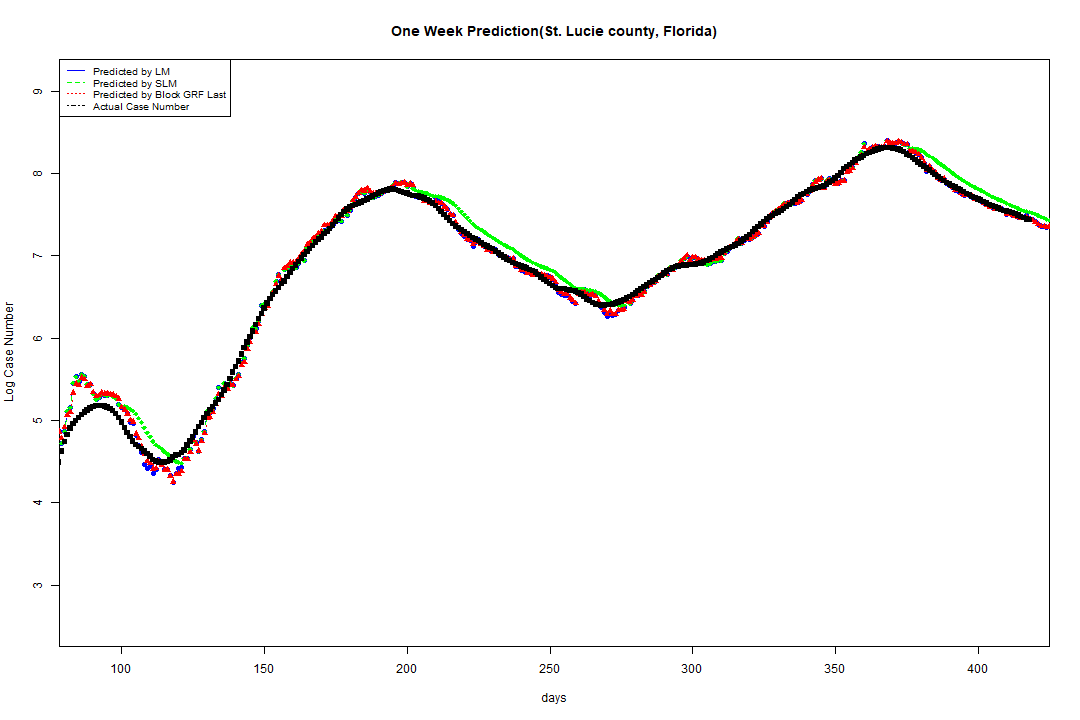 One Week Prediction(St. Lucie county, Florida)
Predicted by LM
Predicted by SLM
Predicted by Block GRF Last
Actual Case Number
9
8
7
6
5
4
3
Log Case Number
100 150 200 250 300 350 400
days